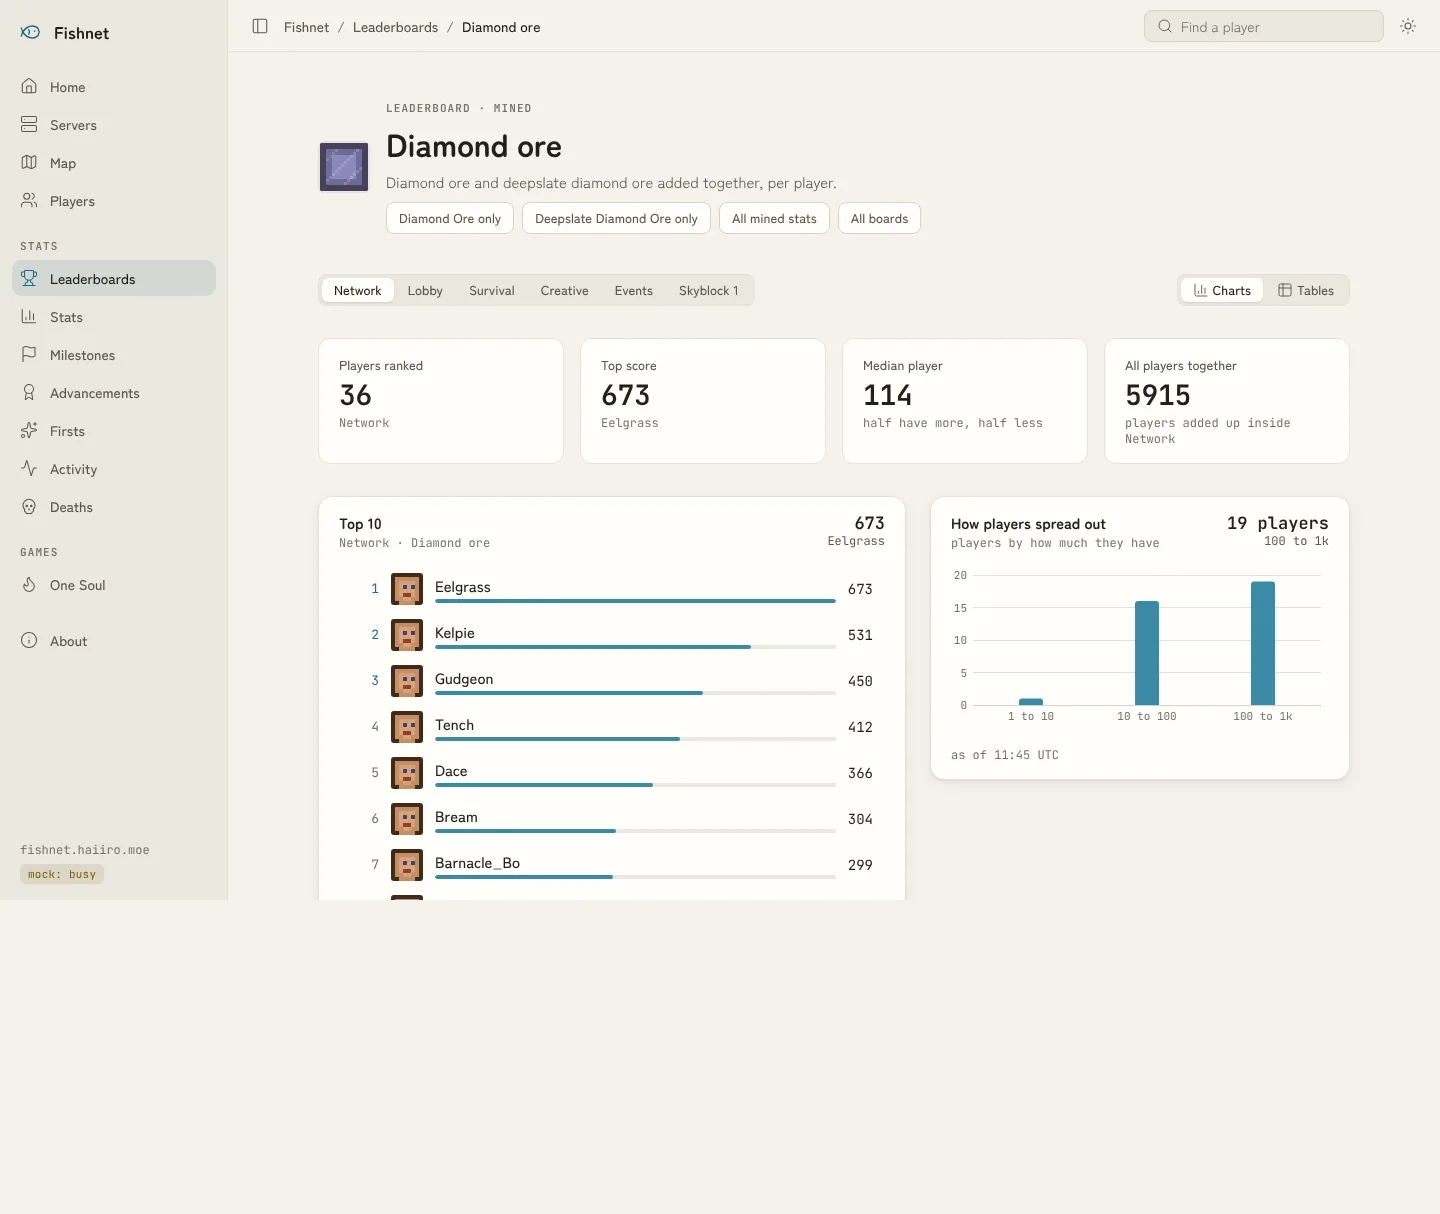 Fishnet
Home
Servers
Map
Players
STATS
Leaderboards
Stats
Milestones
Advancements
Firsts
Activity
Deaths
GAMES
One Soul
About
fishnet.haiiro.moe
mock: busy
Fishnet / Leaderboards / Diamond ore
Find a player
LEADERBOARD · MINED
Diamond ore
Diamond ore and deepslate diamond ore added together, per player.
Diamond Ore only
Deepslate Diamond Ore only
All mined stats
All boards
Network
Lobby
Survival
Creative
Events
Skyblock 1
Charts
Tables
Players ranked
36
Network
Top score
673
Eelgrass
Median player
114
half have more, half less
All players together
5915
players added up inside
Network
Top 10
673
Network · Diamond ore
Eelgrass
1 Eelgrass 673
2 Kelpie 531
3 Gudgeon 450
4 Tench 412
5 Dace 366
6 Bream 304
7 Barnacle_Bo 299
How players spread out
19 players
players by how much they have
100 to 1k
20
15
10
5
0
1 to 10
10 to 100
100 to 1k
as of 11:45 UTC